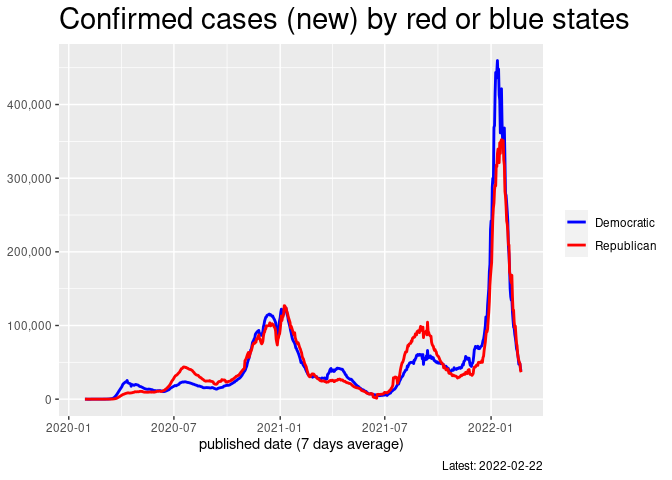 Confirmed cases (new) by red or blue states
400,000
300,000
200,000
100,000
0
2020-01 2020-07 2021-01 2021-07 2022-01
published date (7 days average)
Democratic
Republican
Latest: 2022-02-22